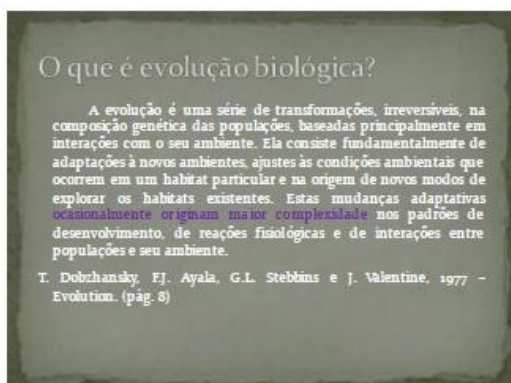 O que é evolução biológica?
A evolução é uma série de transformações, irreversíveis, na
composição genética das populações, baseadas principalmente em
interações com o seu ambiente. Ela consiste fundamentalmente de
adaptações à novos ambientes, ajustes às condições ambientais que
ocorrem em um habitat particular e na origem de novos modos de
explorar os habitats existentes. Estas mudanças adaptativas
ocasionalmente originam maior complexidade nos padrões de
desenvolvimento, de reações fisiológicas e de interações entre
populações e seu ambiente.
T. Dobzhansky, F.J. Ayala, G.L. Stebbins e J. Valentine, 1977 –
Evolution. (pág. 8)